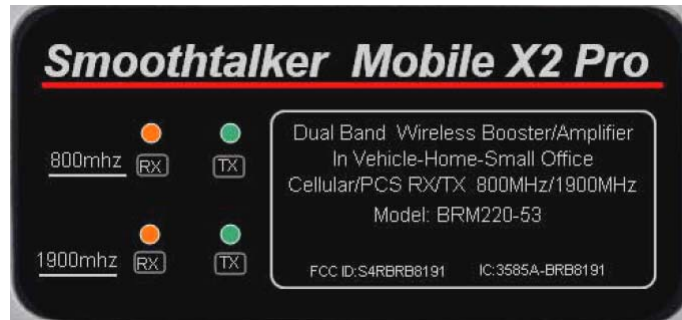 Smoothtalker Mobile X2 Pro
800mhz RX TX
1900mhz RX TX
Dual Band Wireless Booster/Amplifier
In Vehicle-Home-Small Office
Cellular/PCS RX/TX 800MHz/1900MHz
Model: BRM220-53
FCC ID:S4RBRB8191 IC:3585A-BRB8191